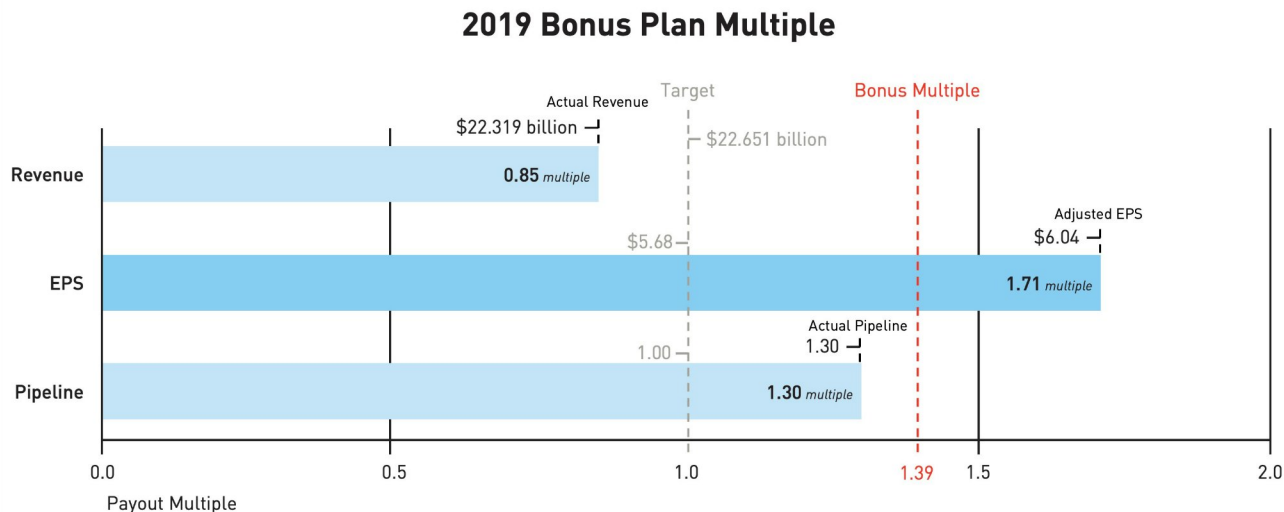 2019 Bonus Plan Multiple
Target
Bonus Multiple
Actual Revenue
$22.319 billion
$22.651 billion
Revenue
0.85 multiple
Adjusted EPS
$6.04
$5.68
EPS
1.71 multiple
Actual Pipeline
1.30
1.00
Pipeline
1.30 multiple
0.0 0.5 1.0 1.39 1.5 2.0
Payout Multiple